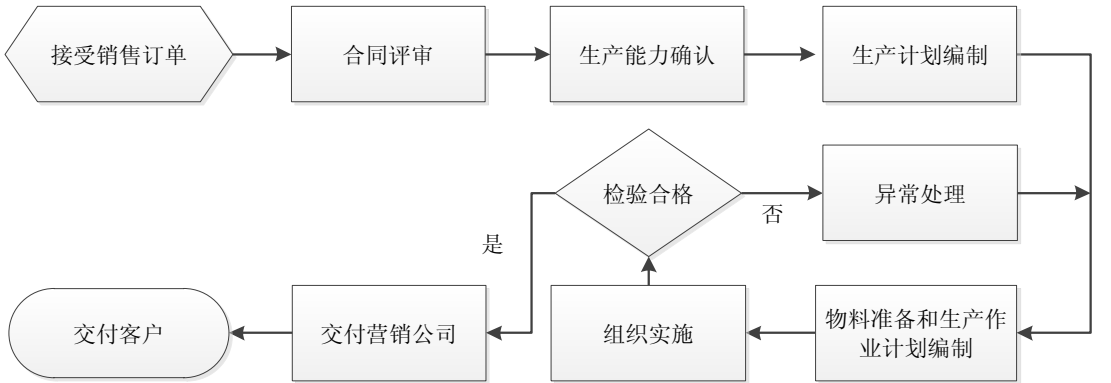 接受销售订单
合同评审
生产能力确认
生产计划编制
检验合格
否
异常处理
是
交付客户
交付营销公司
组织实施
物料准备和生产作
业计划编制